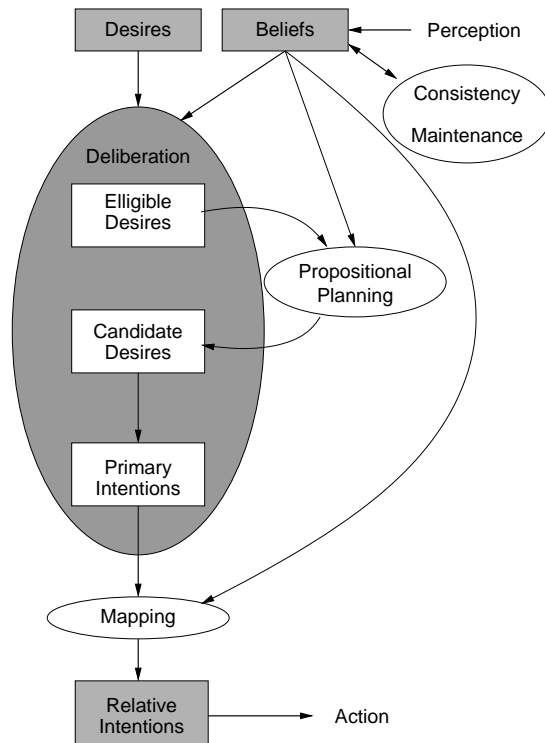 Desires
Beliefs
Perception
Consistency
Maintenance
Deliberation
Elligible
Desires
Propositional
Planning
Candidate
Desires
Primary
Intentions
Mapping
Relative
Intentions
Action